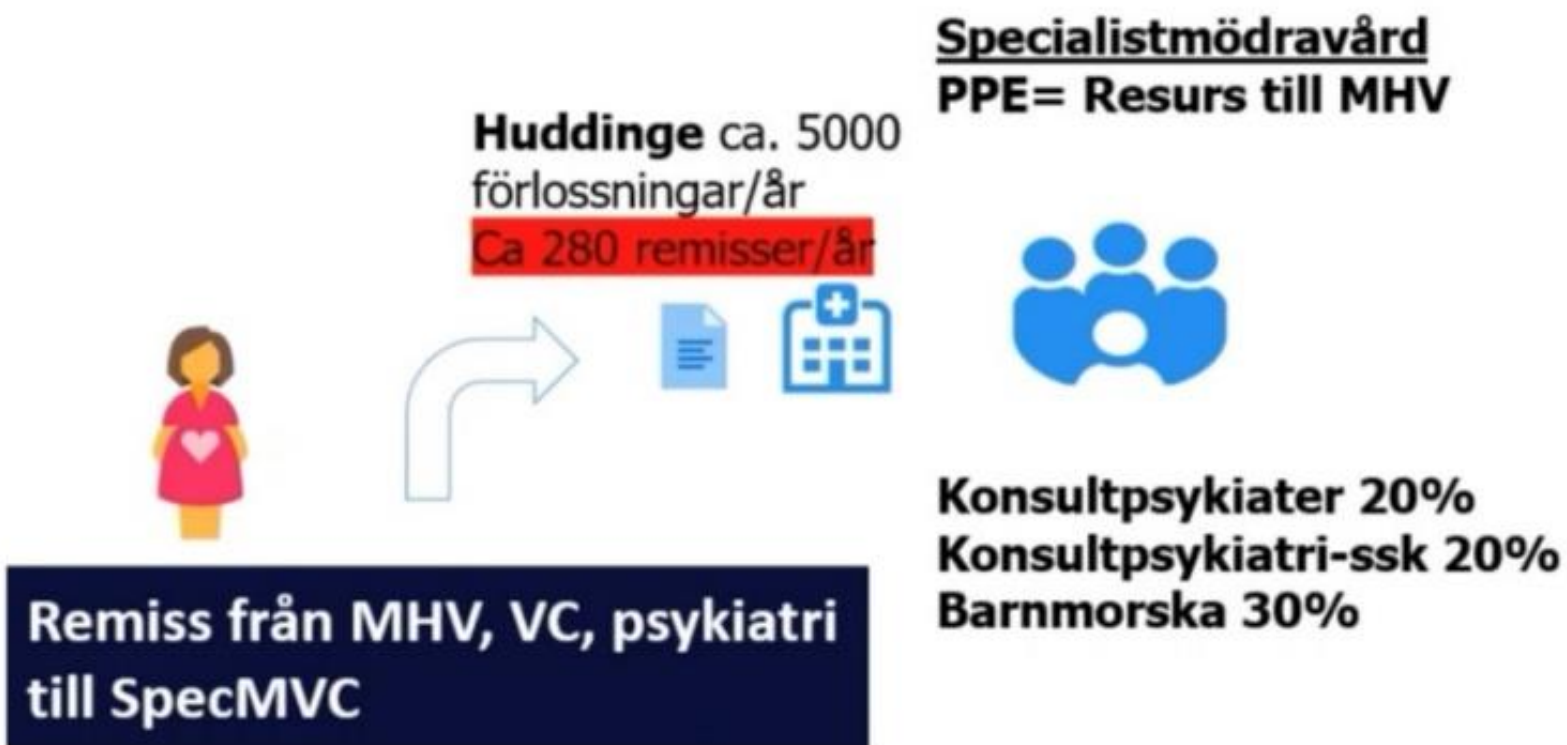 Specialistmödravård
PPE= Resurs till MHV
Huddinge ca. 5000
förlossningar/år
Ca 280 remisser/år
Remiss från MHV, VC, psykiatri
till SpecMVC
Konsultpsykiater 20%
Konsultpsykiatri-ssk 20%
Barnmorska 30%